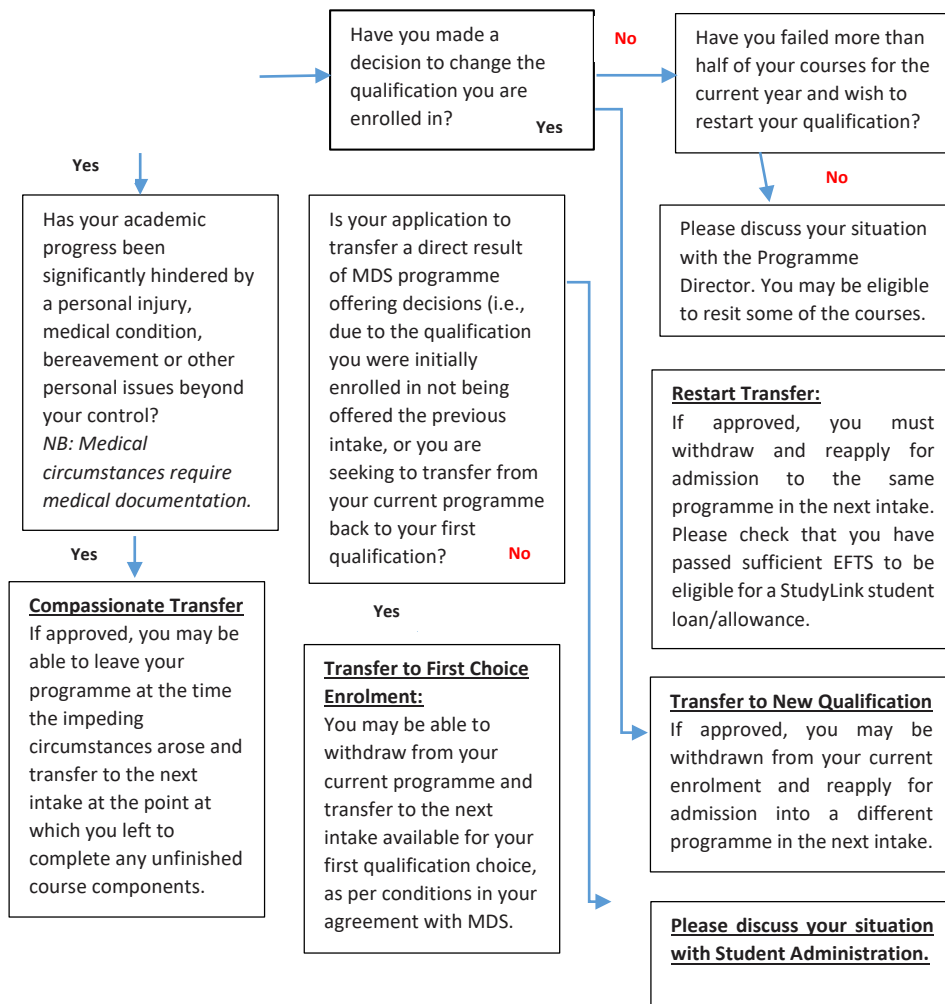 Have you made a
decision to change the
qualification you are
enrolled in?
Yes
No
Have you failed more than
half of your courses for the
current year and wish to
restart your qualification?
Yes
No
Has your academic
progress been
significantly hindered by
a personal injury,
medical condition,
bereavement or other
personal issues beyond
your control?
NB: Medical
circumstances require
medical documentation.
Is your application to
transfer a direct result
of MDS programme
offering decisions (i.e.,
due to the qualification
you were initially
enrolled in not being
offered the previous
intake, or you are
seeking to transfer from
your current programme
back to your first
qualification?
No
Please discuss your situation
with the Programme
Director. You may be eligible
to resit some of the courses.
Restart Transfer:
If approved, you must
withdraw and reapply for
admission to the same
programme in the next intake.
Please check that you have
passed sufficient EFTS to be
eligible for a StudyLink student
loan/allowance.
Yes
Yes
Compassionate Transfer
If approved, you may be
able to leave your
programme at the time
the impeding
circumstances arose and
transfer to the next
intake at the point at
which you left to
complete any unfinished
course components.
Transfer to First Choice
Enrolment:
You may be able to
withdraw from your
current programme and
transfer to the next
intake available for your
first qualification choice,
as per conditions in your
agreement with MDS.
Transfer to New Qualification
If approved, you may be
withdrawn from your current
enrolment and reapply for
admission into a different
programme in the next intake.
Please discuss your situation
with Student Administration.